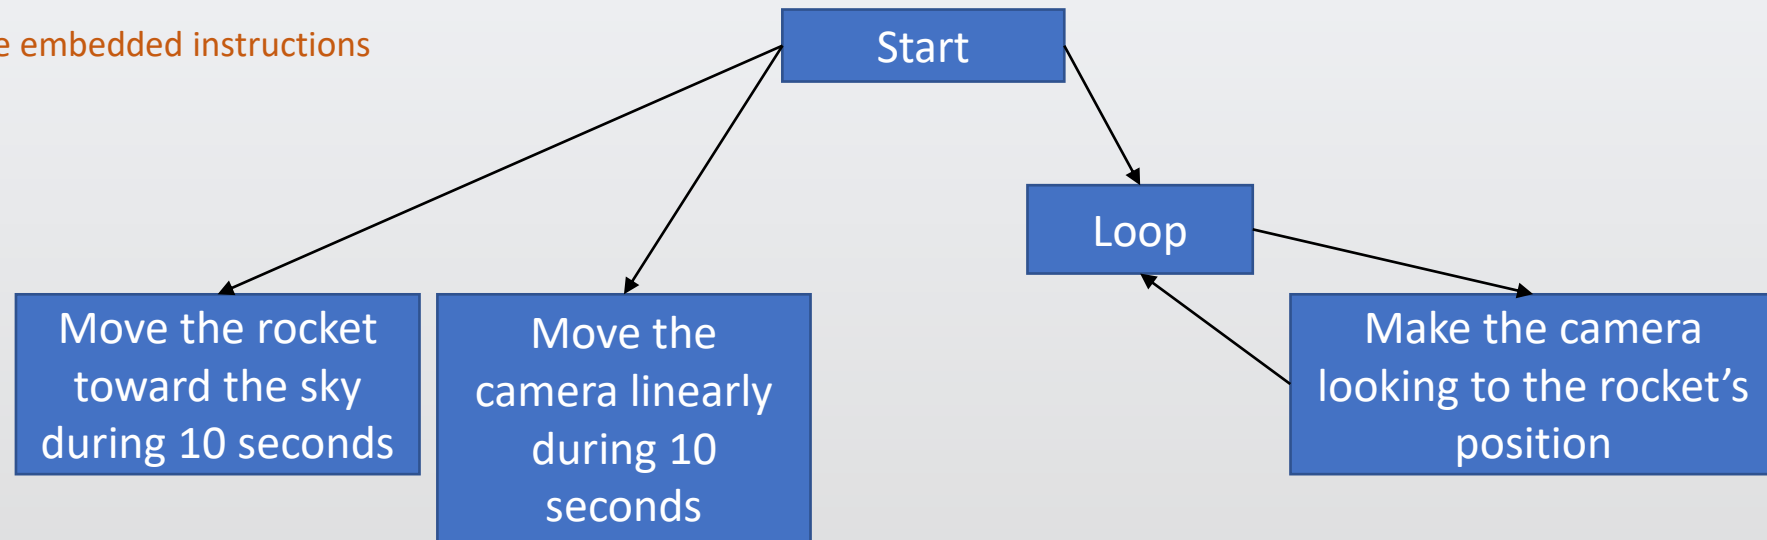 e embedded instructions
Start
Loop
Move the rocket
toward the sky
during 10 seconds
Move the
camera linearly
during 10
seconds
Make the camera
looking to the rocket’s
position